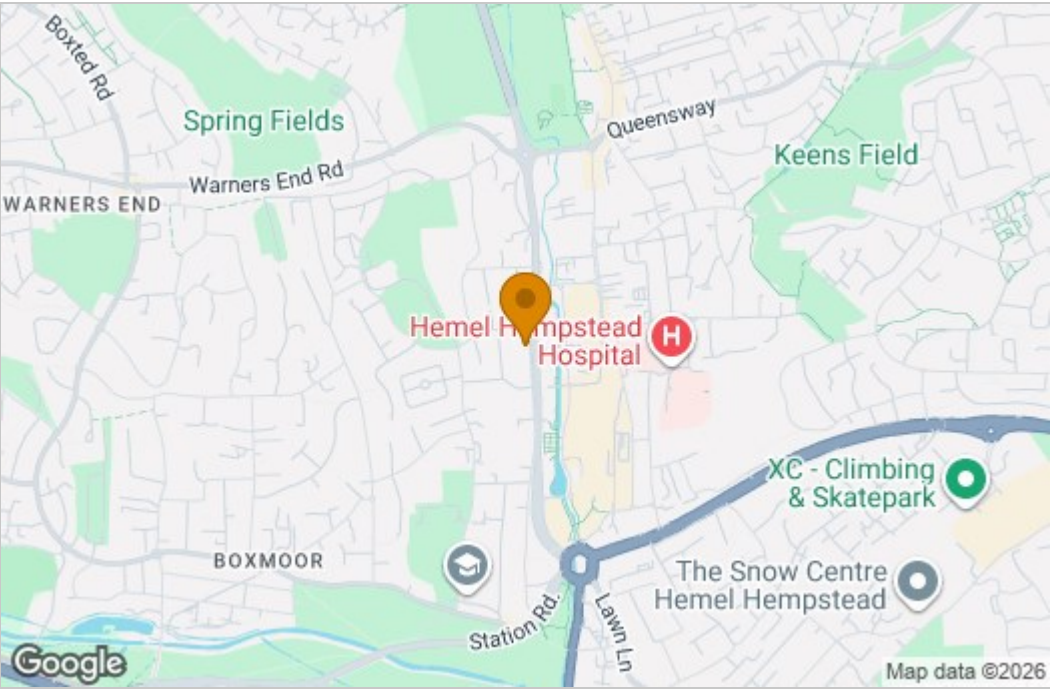 Boxted Rd
Spring Fields
Queensway
Keens Field
Warners End Rd
WARNERS END
Hemel Hempstead
Hospital
H
XC - Climbing
& Skatepark
BOXMOOR
The Snow Centre
Hemel Hempstead
Station Rd.
Lawn Ln
Google
Map data ©2026